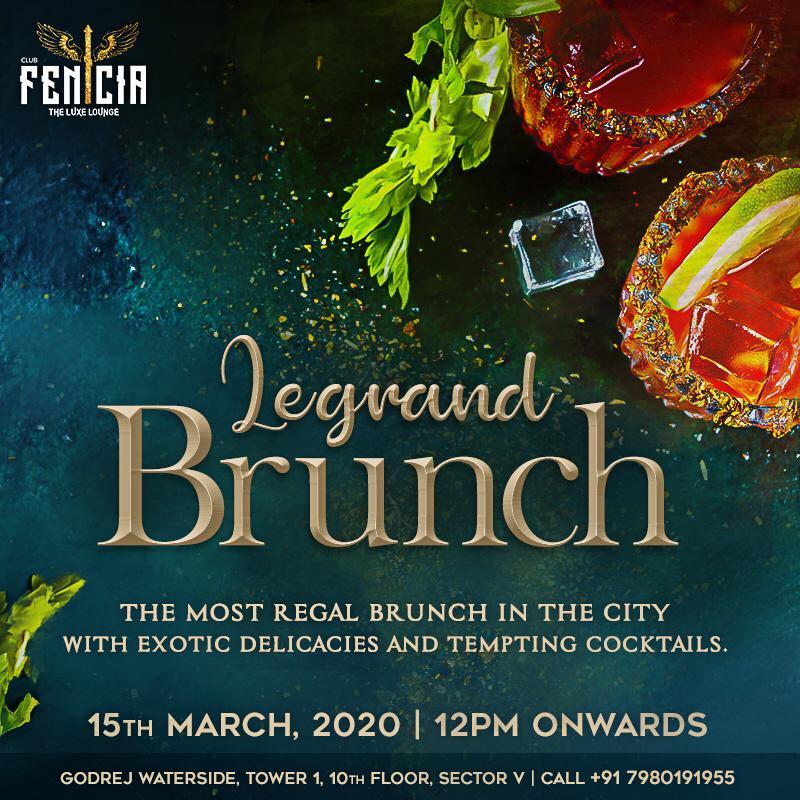 CLUB
FENICIA
THE LUXE LOUNGE
Legrand
Brunch
THE MOST REGAL BRUNCH IN THE CITY
WITH EXOTIC DELICACIES AND TEMPTING COCKTAILS.
15TH MARCH, 2020 | 12PM ONWARDS
GODREJ WATERSIDE, TOWER 1, 10TH FLOOR, SECTOR V | CALL +91 7980191955